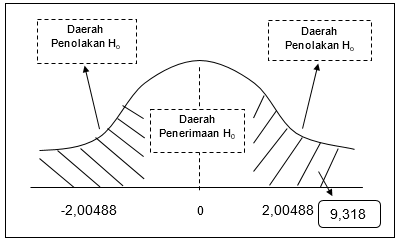 Daerah
Penolakan H₀
Daerah
Penolakan H₀
Daerah
Penerimaan H₀
-2,00488
0
2,00488
9,318